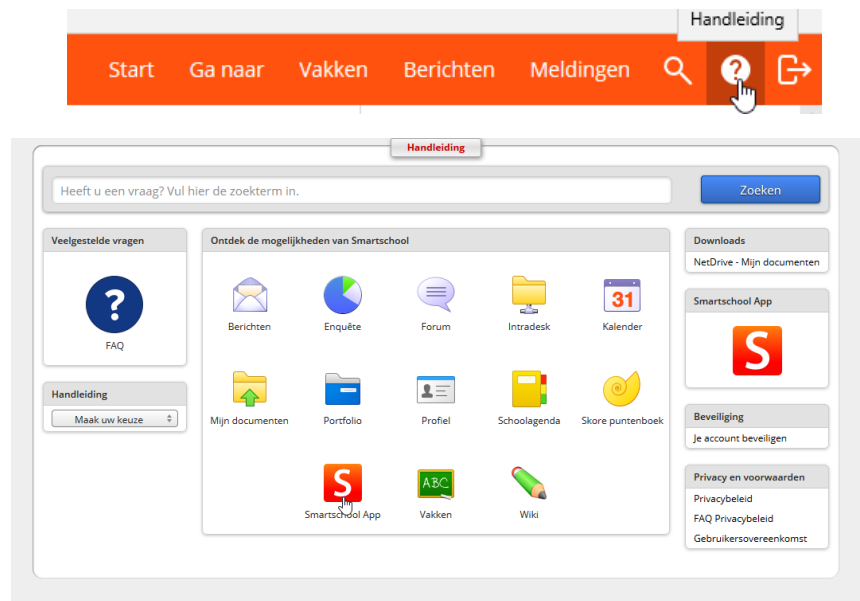 Handleiding
Start Ga naar Vakken Berichten Meldingen ?
Handleiding
Heeft u een vraag? Vul hier de zoekterm in. Zoeken
Veelgestelde vragen
?
FAQ
Handleiding
Maak uw keuze
Ontdek de mogelijkheden van Smartschool
31
Berichten Enquête Forum Intradesk Kalender
Mijn documenten Portfolio Profiel Schoolagenda Skore puntenboek
S ABC
Smartschool App Vakken Wiki
Downloads
NetDrive - Mijn documenten
Smartschool App
S
Beveiliging
Je account beveiligen
Privacy en voorwaarden
Privacybeleid
FAQ Privacybeleid
Gebruikersovereenkomst